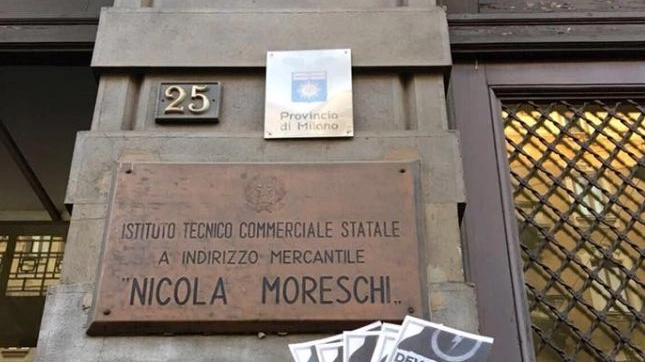 25
Provincia
di Milano
ISTITUTO TECNICO COMMERCIALE STATALE
A INDIRIZZO MERCANTILE
"NICOLA MORESCHI„